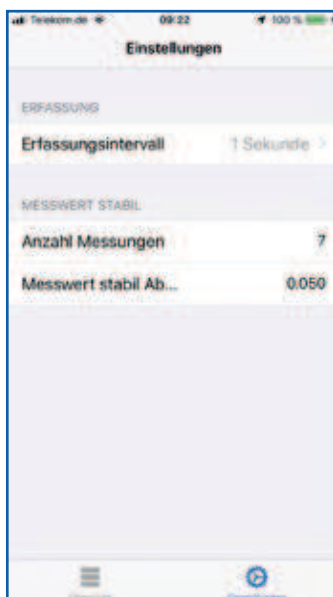 Telekom.de 09:22 100 %
Einstellungen
ERFASSUNG
Erfassungsintervall 1 Sekunde
MESSWERT STABIL
Anzahl Messungen 7
Messwert stabil Ab... 0.050